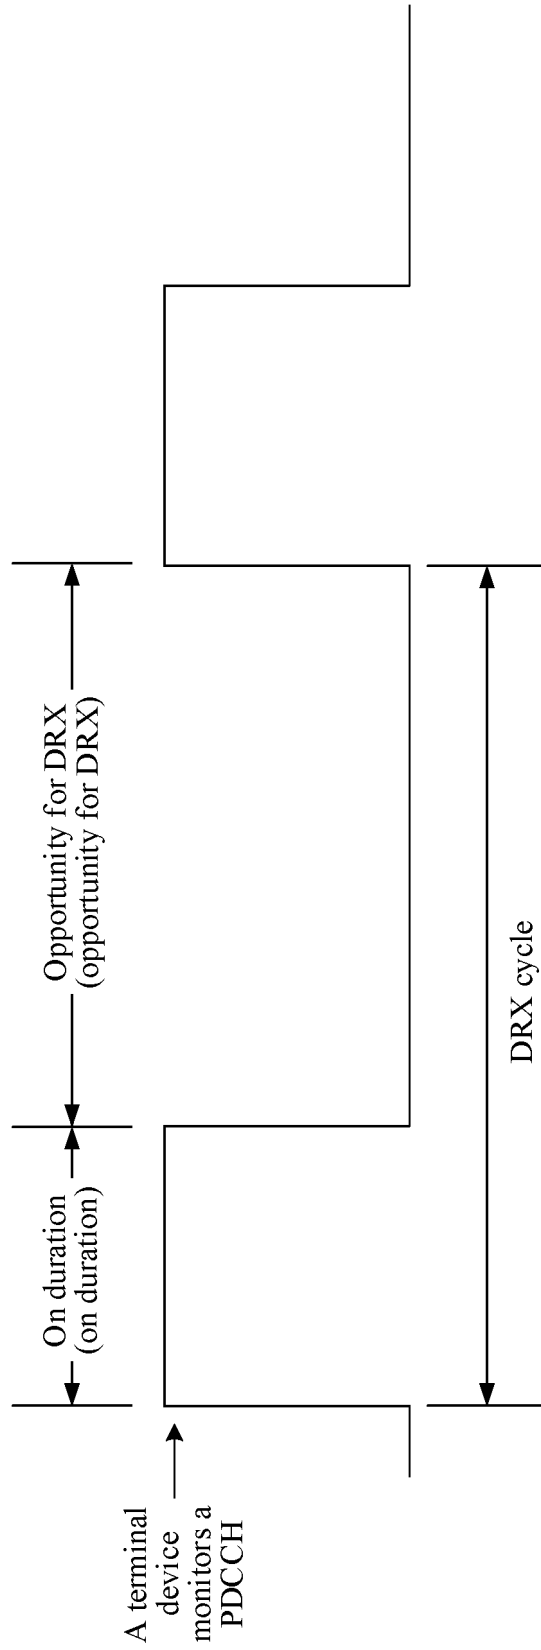 A terminal
device
monitors a
PDCCH
On duration
(on duration)
Opportunity for DRX
(opportunity for DRX)
DRX cycle